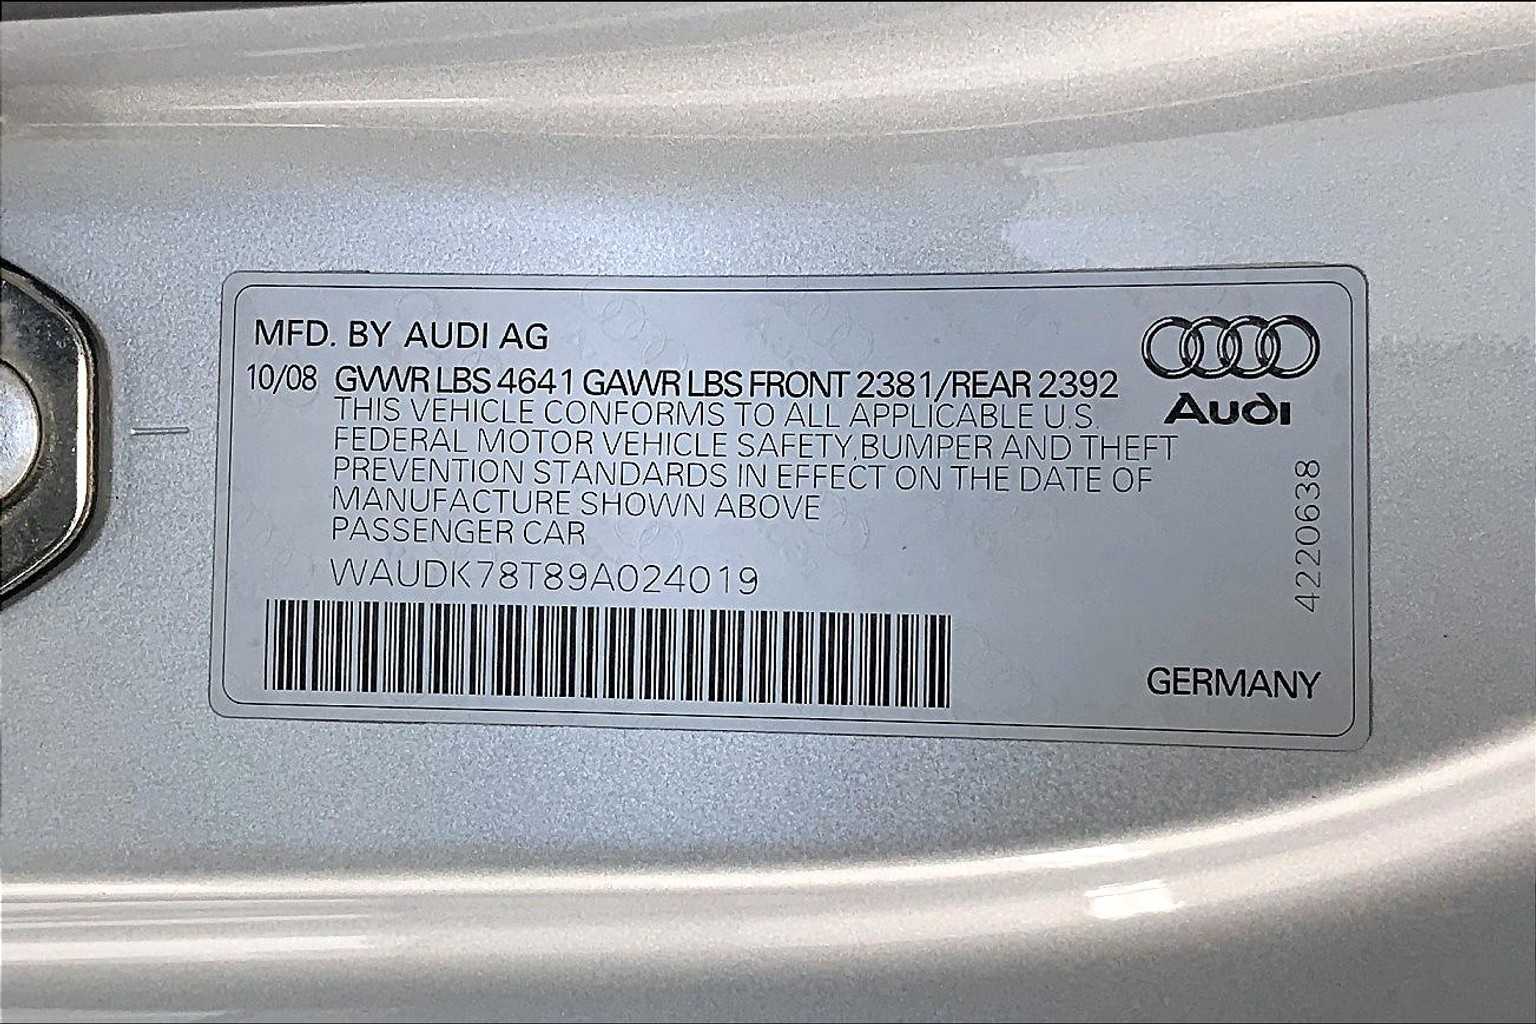 MFD. BY AUDI AG
10/08 GVWR LBS 4641 GAWR LBS FRONT 2381/REAR 2392
THIS VEHICLE CONFORMS TO ALL APPLICABLE U.S.
FEDERAL MOTOR VEHICLE SAFETY,BUMPER AND THEFT
PREVENTION STANDARDS IN EFFECT ON THE DATE OF
MANUFACTURE SHOWN ABOVE
PASSENGER CAR
WAUDK78T89A024019
Audi
42206638
GERMANY